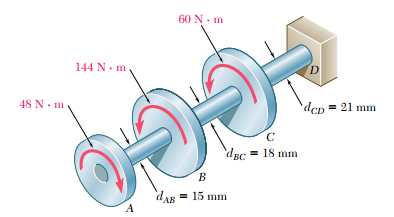 60 N · m
144 N · m
48 N · m
D
d_CD = 21 mm
C
d_BC = 18 mm
B
d_AB = 15 mm
A